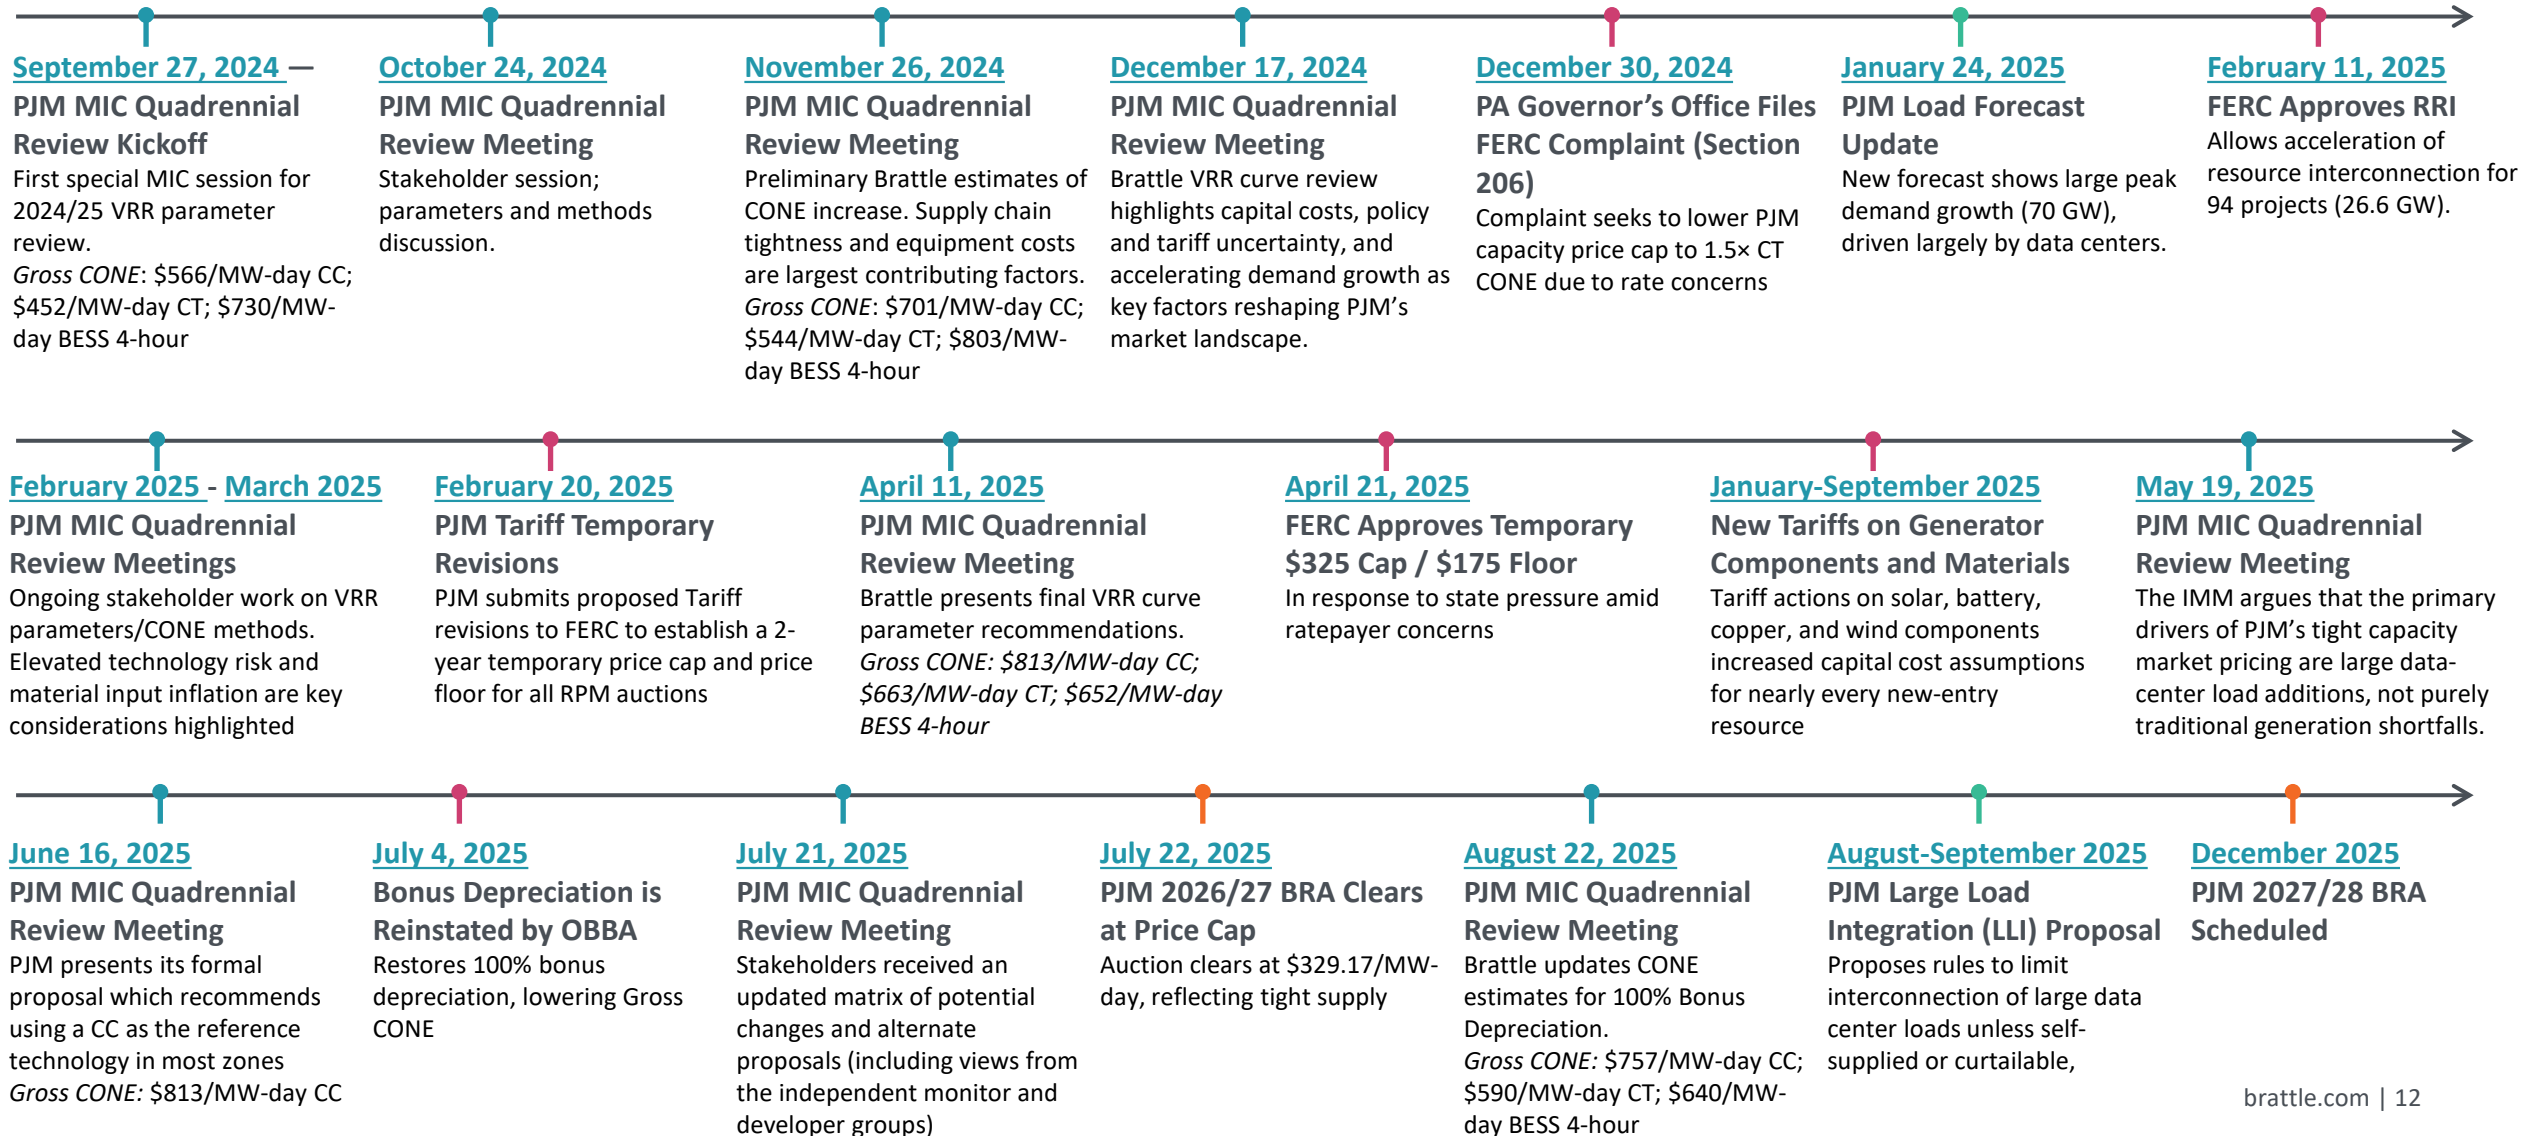 September 27, 2024 —
PJM MIC Quadrennial
Review Kickoff
First special MIC session for
2024/25 VRR parameter
review.
Gross CONE: $566/MW-day CC;
$452/MW-day CT; $730/MW-
day BESS 4-hour
October 24, 2024
PJM MIC Quadrennial
Review Meeting
Stakeholder session;
parameters and methods
discussion.
November 26, 2024
PJM MIC Quadrennial
Review Meeting
Preliminary Brattle estimates of
CONE increase. Supply chain
tightness and equipment costs
are largest contributing factors.
Gross CONE: $701/MW-day CC;
$544/MW-day CT; $803/MW-
day BESS 4-hour
December 17, 2024
PJM MIC Quadrennial
Review Meeting
Brattle VRR curve review
highlights capital costs, policy
and tariff uncertainty, and
accelerating demand growth as
key factors reshaping PJM’s
market landscape.
December 30, 2024
PA Governor’s Office Files
FERC Complaint (Section
206)
Complaint seeks to lower PJM
capacity price cap to 1.5× CT
CONE due to rate concerns
January 24, 2025
PJM Load Forecast
Update
New forecast shows large peak
demand growth (70 GW),
driven largely by data centers.
February 11, 2025
FERC Approves RRI
Allows acceleration of
resource interconnection for
94 projects (26.6 GW).
February 2025 - March 2025
PJM MIC Quadrennial
Review Meetings
Ongoing stakeholder work on VRR
parameters/CONE methods.
Elevated technology risk and
material input inflation are key
considerations highlighted
February 20, 2025
PJM Tariff Temporary
Revisions
PJM submits proposed Tariff
revisions to FERC to establish a 2-
year temporary price cap and price
floor for all RPM auctions
April 11, 2025
PJM MIC Quadrennial
Review Meeting
Brattle presents final VRR curve
parameter recommendations.
Gross CONE: $813/MW-day CC;
$663/MW-day CT; $652/MW-day
BESS 4-hour
April 21, 2025
FERC Approves Temporary
$325 Cap / $175 Floor
In response to state pressure amid
ratepayer concerns
January-September 2025
New Tariffs on Generator
Components and Materials
Tariff actions on solar, battery,
copper, and wind components
increased capital cost assumptions
for nearly every new-entry
resource
May 19, 2025
PJM MIC Quadrennial
Review Meeting
The IMM argues that the primary
drivers of PJM’s tight capacity
market pricing are large data-
center load additions, not purely
traditional generation shortfalls.
June 16, 2025
PJM MIC Quadrennial
Review Meeting
PJM presents its formal
proposal which recommends
using a CC as the reference
technology in most zones
Gross CONE: $813/MW-day CC
July 4, 2025
Bonus Depreciation is
Reinstated by OBBA
Restores 100% bonus
depreciation, lowering Gross
CONE
July 21, 2025
PJM MIC Quadrennial
Review Meeting
Stakeholders received an
updated matrix of potential
changes and alternate
proposals (including views from
the independent monitor and
developer groups)
July 22, 2025
PJM 2026/27 BRA Clears
at Price Cap
Auction clears at $329.17/MW-
day, reflecting tight supply
August 22, 2025
PJM MIC Quadrennial
Review Meeting
Brattle updates CONE
estimates for 100% Bonus
Depreciation.
Gross CONE: $757/MW-day CC;
$590/MW-day CT; $640/MW-
day BESS 4-hour
August-September 2025
PJM Large Load
Integration (LLI) Proposal
Proposes rules to limit
interconnection of large data
center loads unless self-
supplied or curtailable,
December 2025
PJM 2027/28 BRA
Scheduled
brattle.com | 12